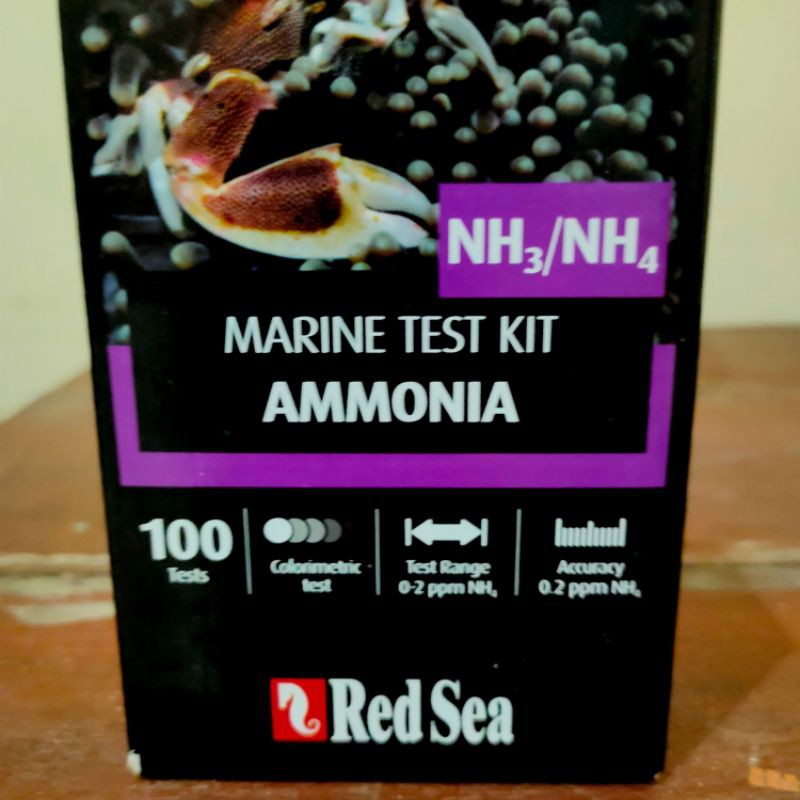 NH₃/NH₄
MARINE TEST KIT
AMMONIA
100
Tests
Colorimetric
test
Test Range
0-2 ppm NH₄
Accuracy
0.2 ppm NH₄
Red Sea